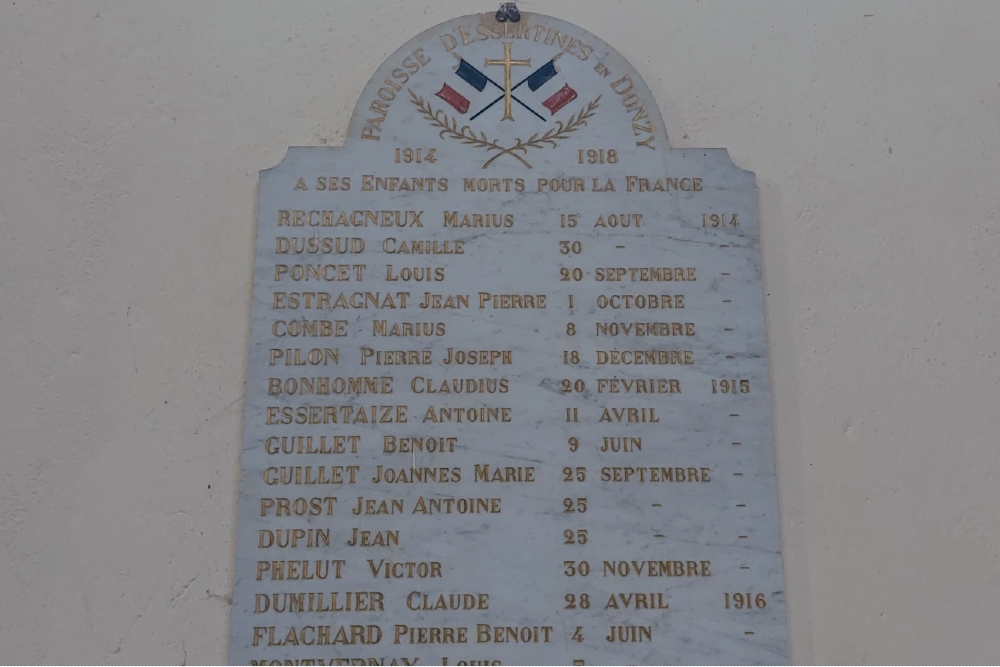 PAROISSE D'ESSERTINES EN DONZY
1914 1918
A SES ENFANTS MORTS POUR LA FRANCE
RECHAGNEUX MARIUS 15 AOUT 1914
DUSSUD CAMILLE 30 - -
PONCET LOUIS 20 SEPTEMBRE -
ESTRAGNAT JEAN PIERRE 1 OCTOBRE -
COMBE MARIUS 8 NOVEMBRE -
PILON PIERRE JOSEPH 18 DÉCEMBRE -
BONHOMME CLAUDIUS 20 FÉVRIER 1915
ESSERTAIZE ANTOINE 11 AVRIL -
GUILLET BENOIT 9 JUIN -
GUILLET JOANNES MARIE 25 SEPTEMBRE -
PROST JEAN ANTOINE 25 - -
DUPIN JEAN 25 - -
PHELUT VICTOR 30 NOVEMBRE -
DUMILLIER CLAUDE 28 AVRIL 1916
FLACHARD PIERRE BENOIT 4 JUIN -
MONTVERNAY LOUIS